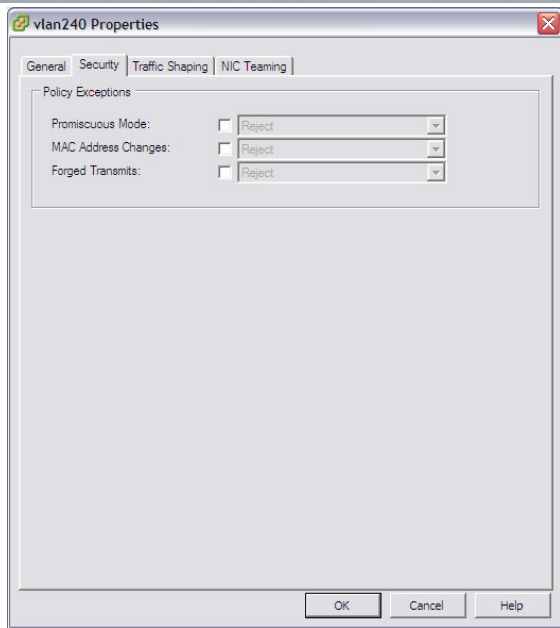 vlan240 Properties
General Security Traffic Shaping NIC Teaming
Policy Exceptions
Promiscuous Mode: Reject
MAC Address Changes: Reject
Forged Transmits: Reject
OK Cancel Help